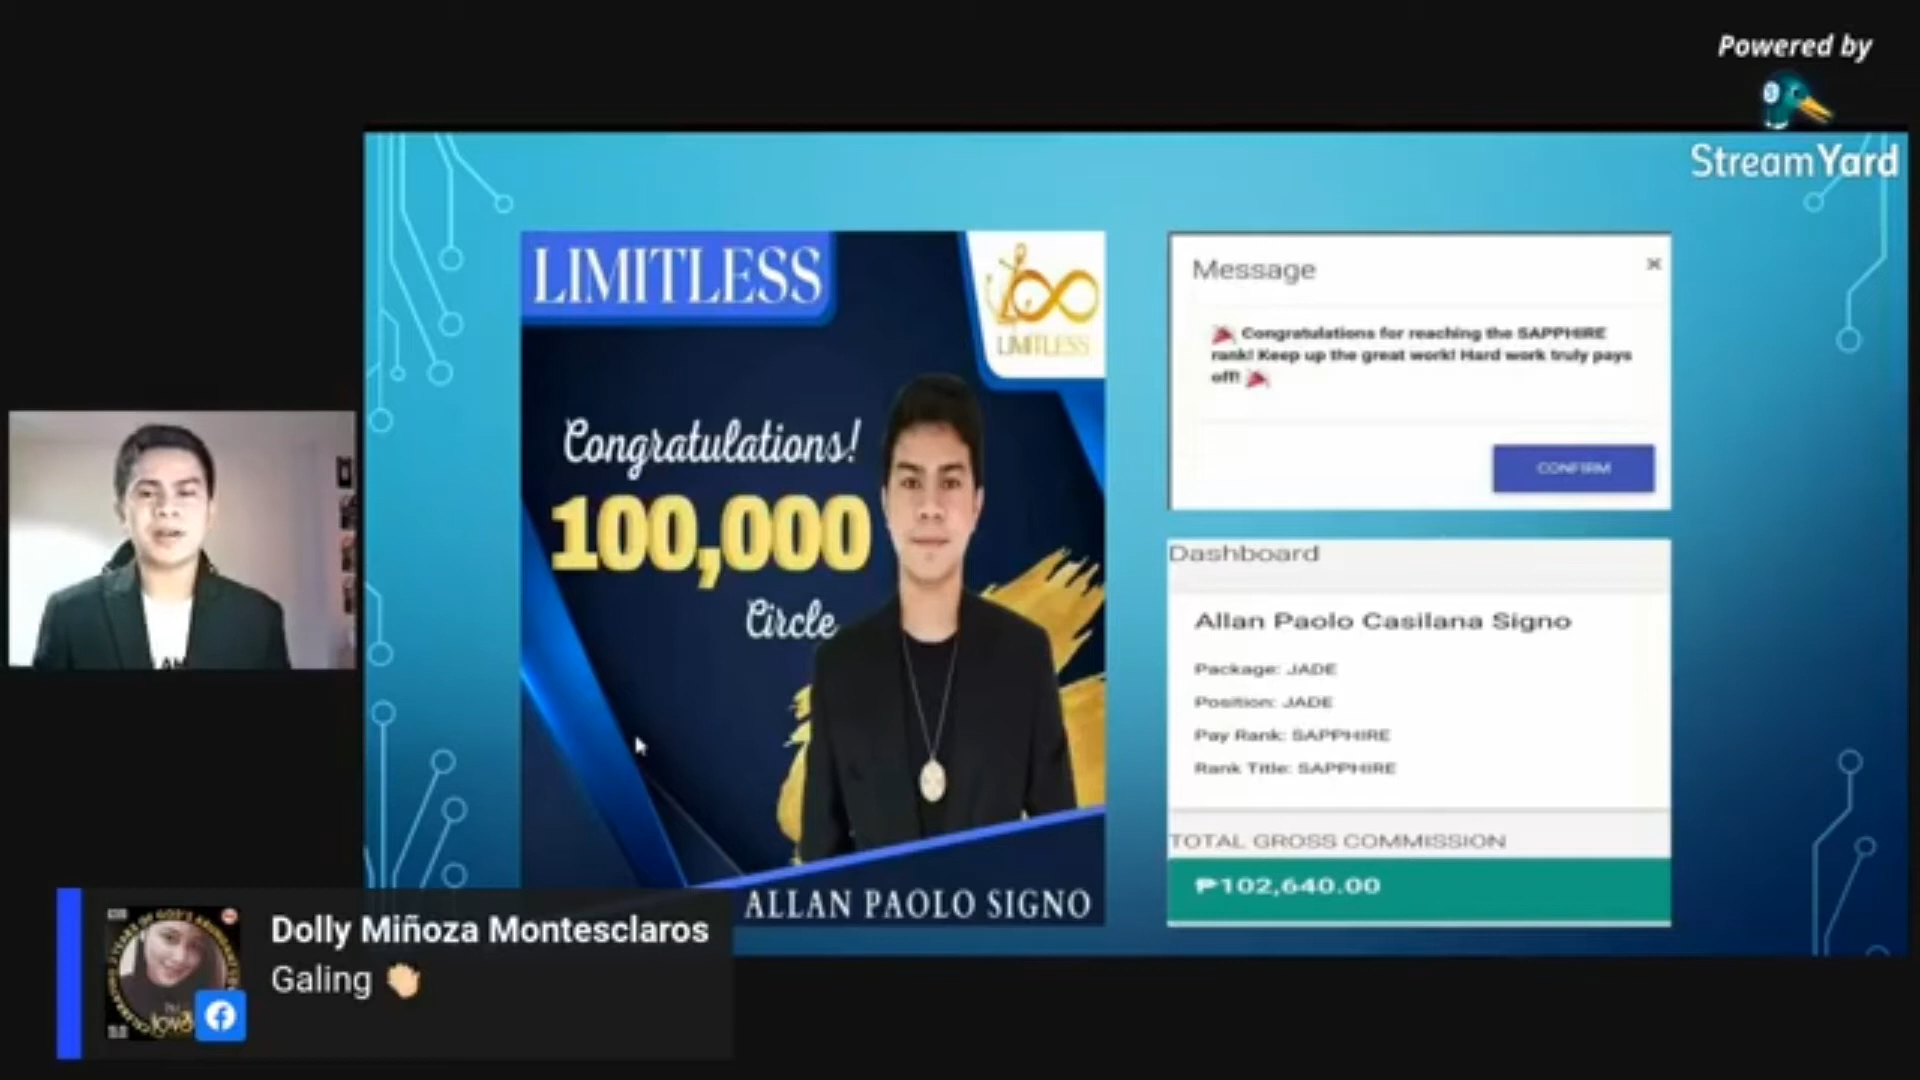 Powered by
StreamYard
LIMITLESS
LIMITLESS
Congratulations!
100,000
Circle
ALLAN PAOLO SIGNO
Message
×
🎉 Congratulations for reaching the SAPPHIRE
rank! Keep up the great work! Hard work truly pays
off! 🎉
CONFIRM
Dashboard
Allan Paolo Casilana Signo
Package: JADE
Position: JADE
Pay Rank: SAPPHIRE
Rank Title: SAPPHIRE
TOTAL GROSS COMMISSION
₱102,640.00
Dolly Miñoza Montesclaros
Galing 👏🏼